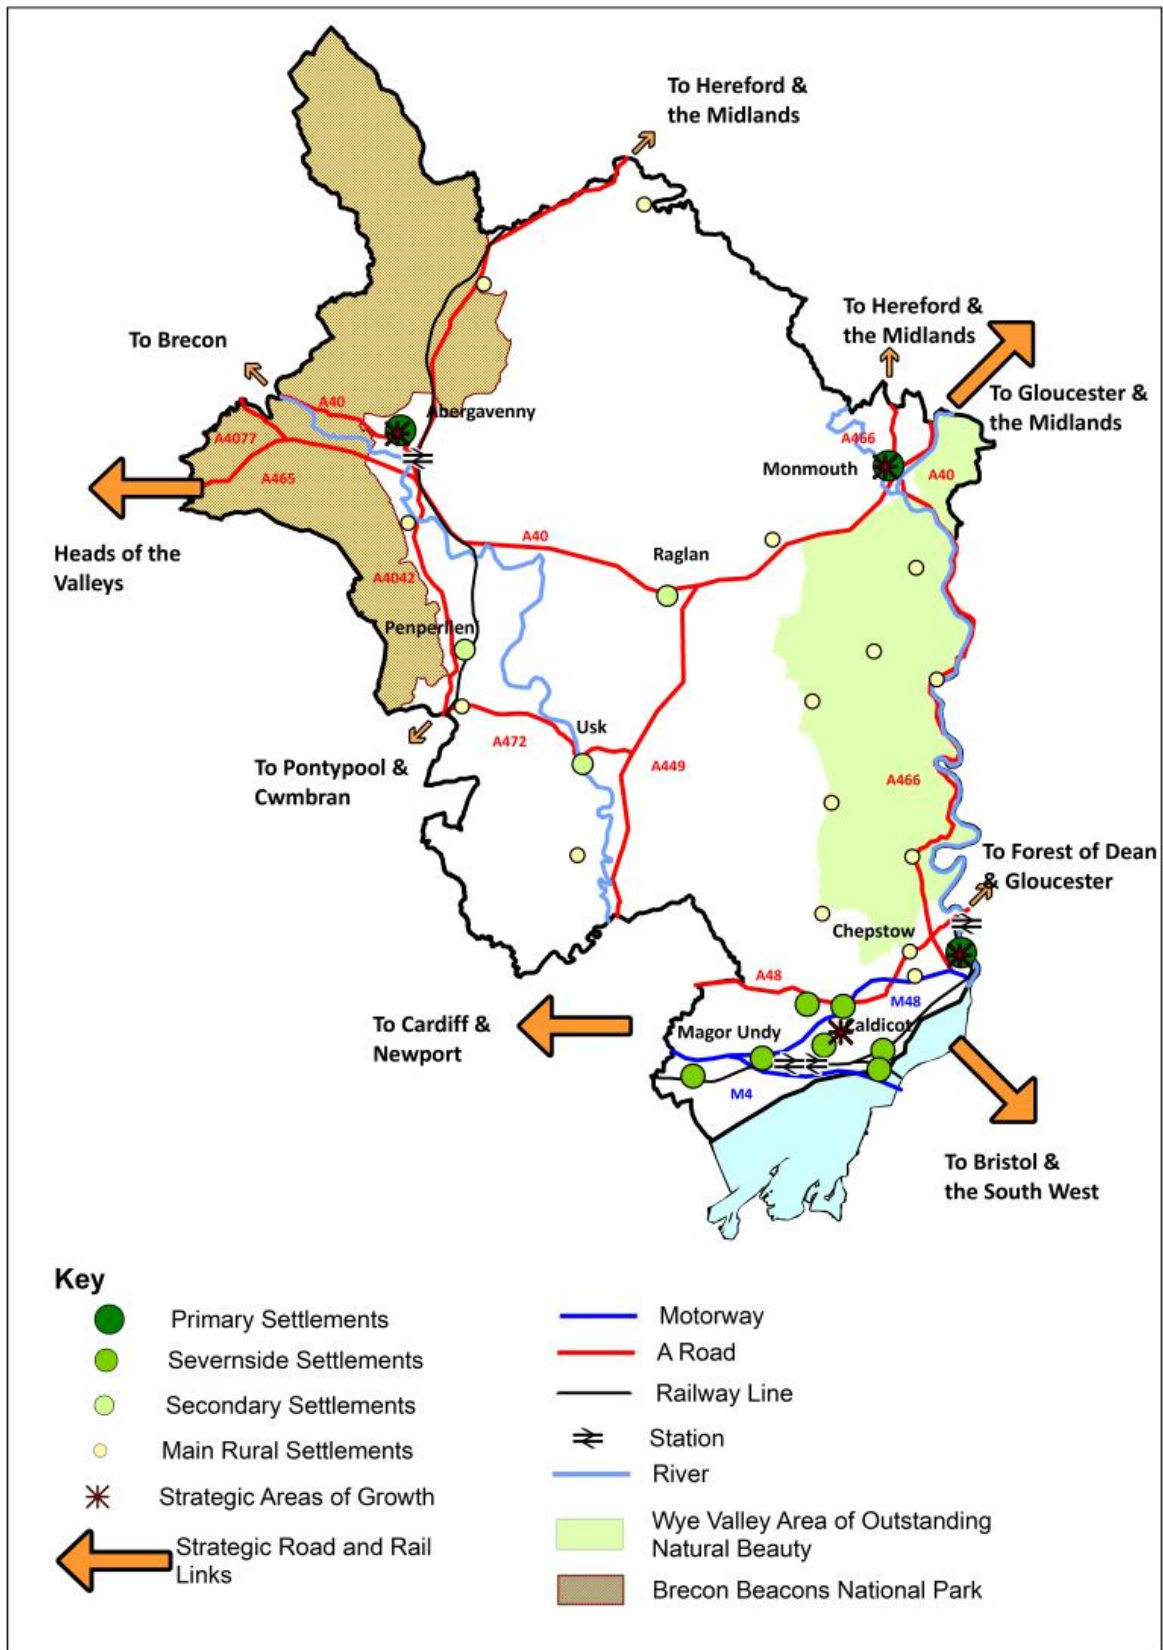 To Hereford &
the Midlands
To Hereford &
the Midlands
To Brecon
To Gloucester &
the Midlands
A40
Abergavenny
A4077
A466
Monmouth
A40
A465
Heads of the
Valleys
A40
Raglan
A4042
Penperlleni
Usk
A472
A449
To Pontypool &
Cwmbran
A466
To Forest of Dean
& Gloucester
Chepstow
A48
M48
To Cardiff &
Newport
Magor Undy
Caldicot
M4
To Bristol &
the South West
Key
Primary Settlements
Severnside Settlements
Secondary Settlements
Main Rural Settlements
Strategic Areas of Growth
Strategic Road and Rail
Links
Motorway
A Road
Railway Line
Station
River
Wye Valley Area of Outstanding
Natural Beauty
Brecon Beacons National Park